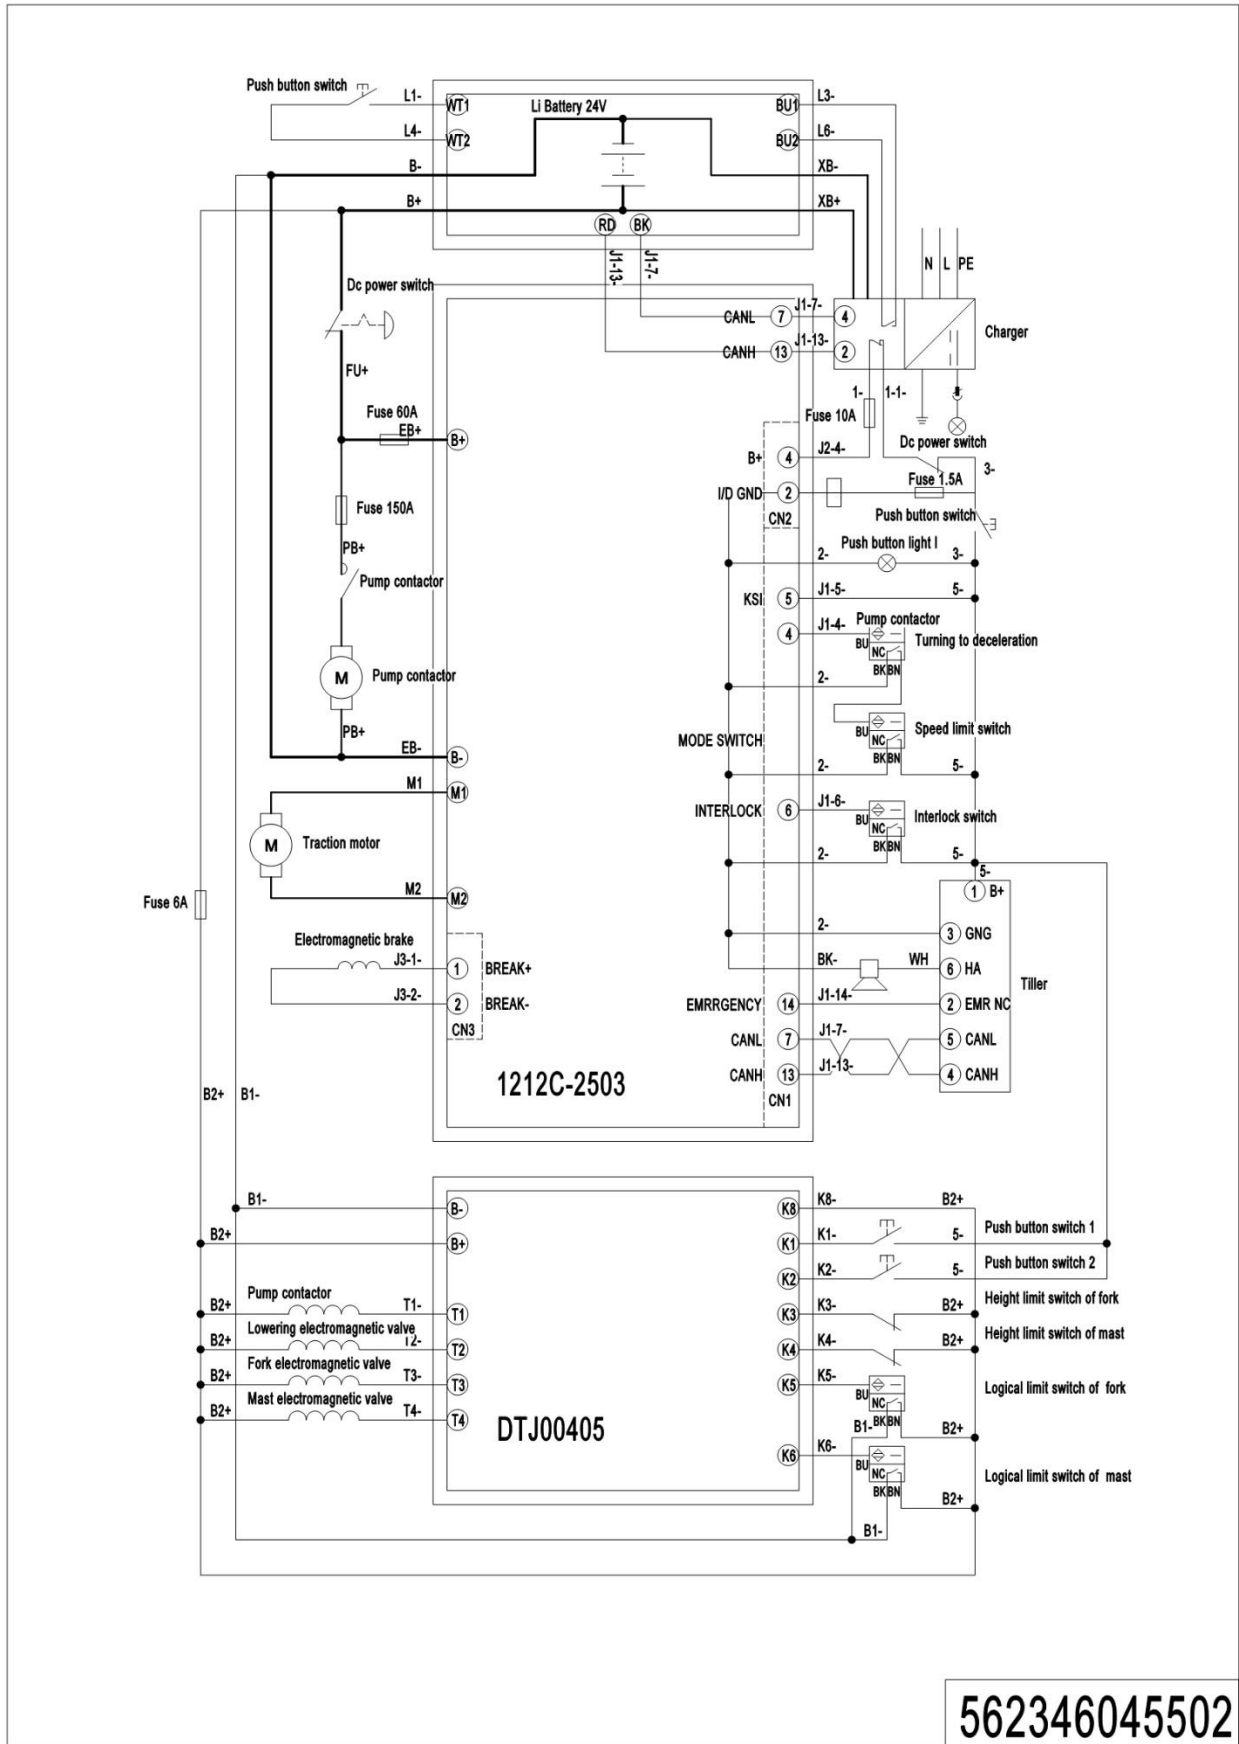 Push button switch
L1-
WT1
Li Battery 24V
BU1
L3-
L4-
WT2
BU2
L6-
B-
XB-
B+
XB+
RD
BK
J1-13-
J1-7-
N
L
PE
Dc power switch
CANL
7
J1-7-
4
Charger
CANH
13
J1-13-
2
FU+
1-
1-1-
Fuse 60A
Fuse 10A
EB+
B+
Dc power switch
B+
4
J2-4-
3-
Fuse 1.5A
I/D GND
2
Fuse 150A
CN2
Push button switch
PB+
Push button light I
2-
3-
Pump contactor
KSI
5
J1-5-
5-
Pump contactor
4
J1-4-
BU
NC
Turning to deceleration
BK
BN
M
Pump contactor
2-
PB+
Speed limit switch
BU
NC
MODE SWITCH
EB-
B-
BK
BN
2-
5-
M1
M1
INTERLOCK
6
J1-6-
Interlock switch
BU
NC
M
Traction motor
BK
BN
2-
5-
5-
M2
M2
1
B+
Fuse 6A
2-
3
GNG
Electromagnetic brake
J3-1-
1
BREAK+
BK-
WH
6
HA
Tiller
J3-2-
2
BREAK-
EMRRGENCY
14
J1-14-
2
EMR NC
CN3
CANL
7
J1-7-
5
CANL
CANH
13
J1-13-
4
CANH
1212C-2503
CN1
B2+
B1-
B1-
B-
K8
K8-
B2+
B2+
B+
K1
K1-
5-
Push button switch 1
K2
K2-
5-
Push button switch 2
Pump contactor
B2+
T1-
T1
K3
K3-
B2+
Height limit switch of fork
Lowering electromagnetic valve
B2+
T2-
T2
K4
K4-
B2+
Height limit switch of mast
Fork electromagnetic valve
B2+
T3-
T3
K5
K5-
BU
NC
Logical limit switch of fork
Mast electromagnetic valve
B2+
T4-
T4
BK
BN
B1-
B2+
DTJ00405
K6
K6-
BU
NC
Logical limit switch of mast
BK
BN
B2+
B1-
562346045502